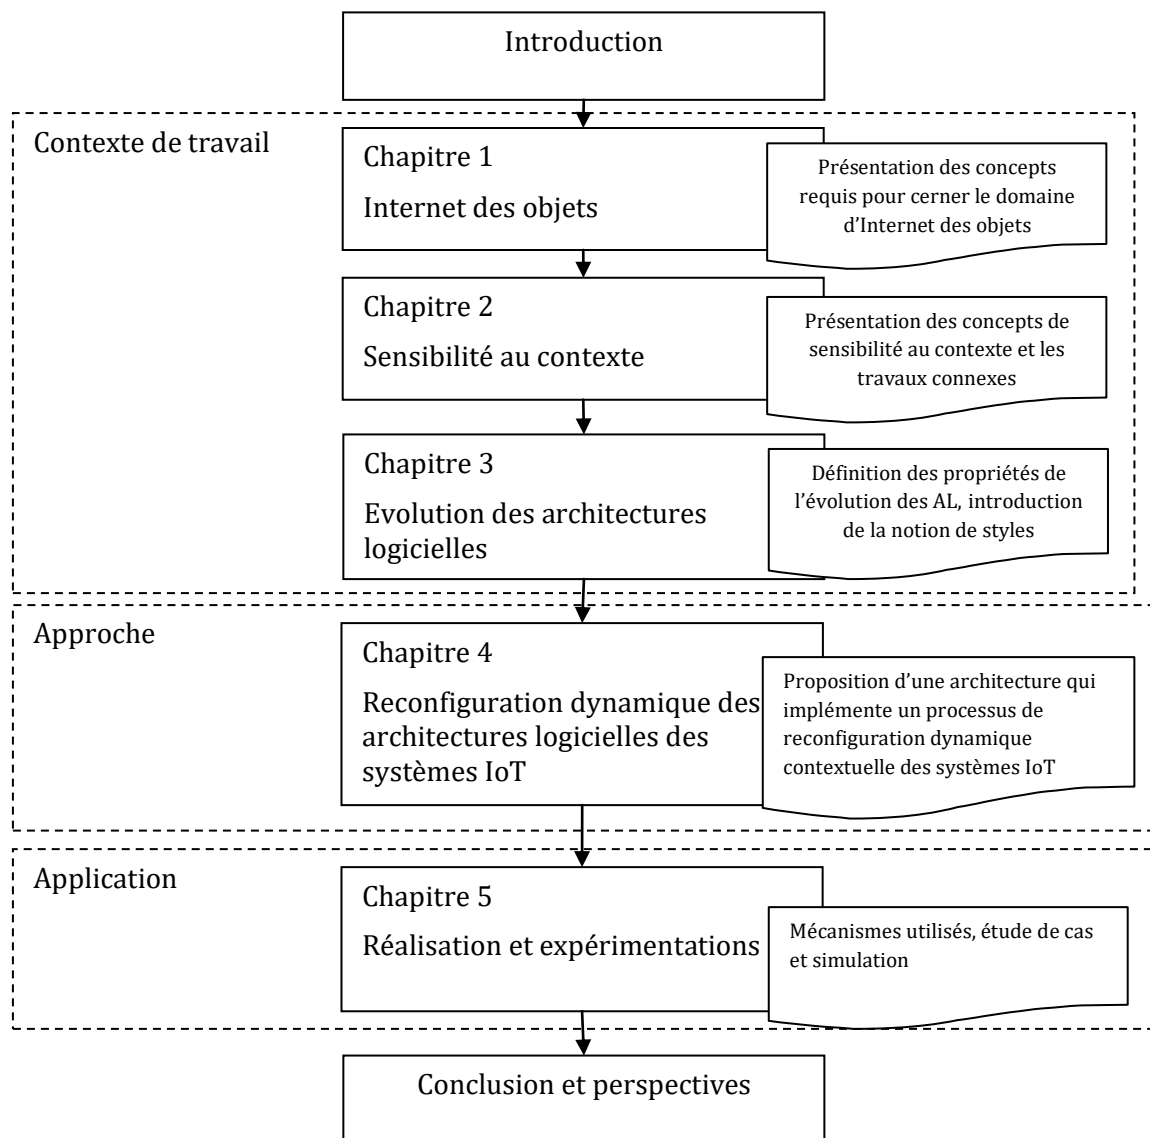 Introduction
Contexte de travail
Chapitre 1
Internet des objets
Présentation des concepts
requis pour cerner le domaine
d’Internet des objets
Chapitre 2
Sensibilité au contexte
Présentation des concepts de
sensibilité au contexte et les
travaux connexes
Chapitre 3
Evolution des architectures
logicielles
Définition des propriétés de
l’évolution des AL, introduction
de la notion de styles
Approche
Chapitre 4
Reconfiguration dynamique des
architectures logicielles des
systèmes IoT
Proposition d’une architecture qui
implémente un processus de
reconfiguration dynamique
contextuelle des systèmes IoT
Application
Chapitre 5
Réalisation et expérimentations
Mécanismes utilisés, étude de cas
et simulation
Conclusion et perspectives